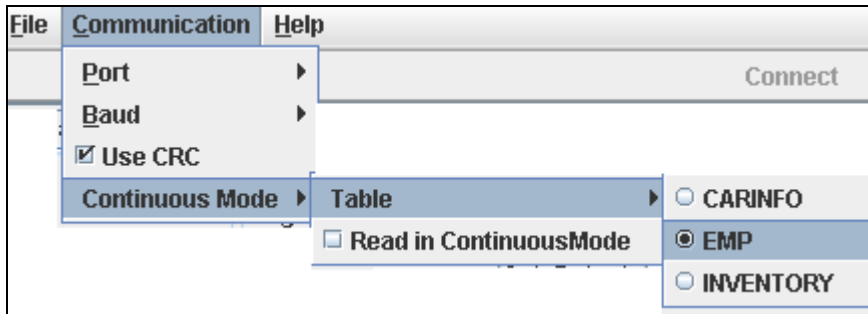 File Communication Help
Port
Connect
Baud
Use CRC
Continuous Mode
Table
CARINFO
Read in ContinuousMode
EMP
INVENTORY